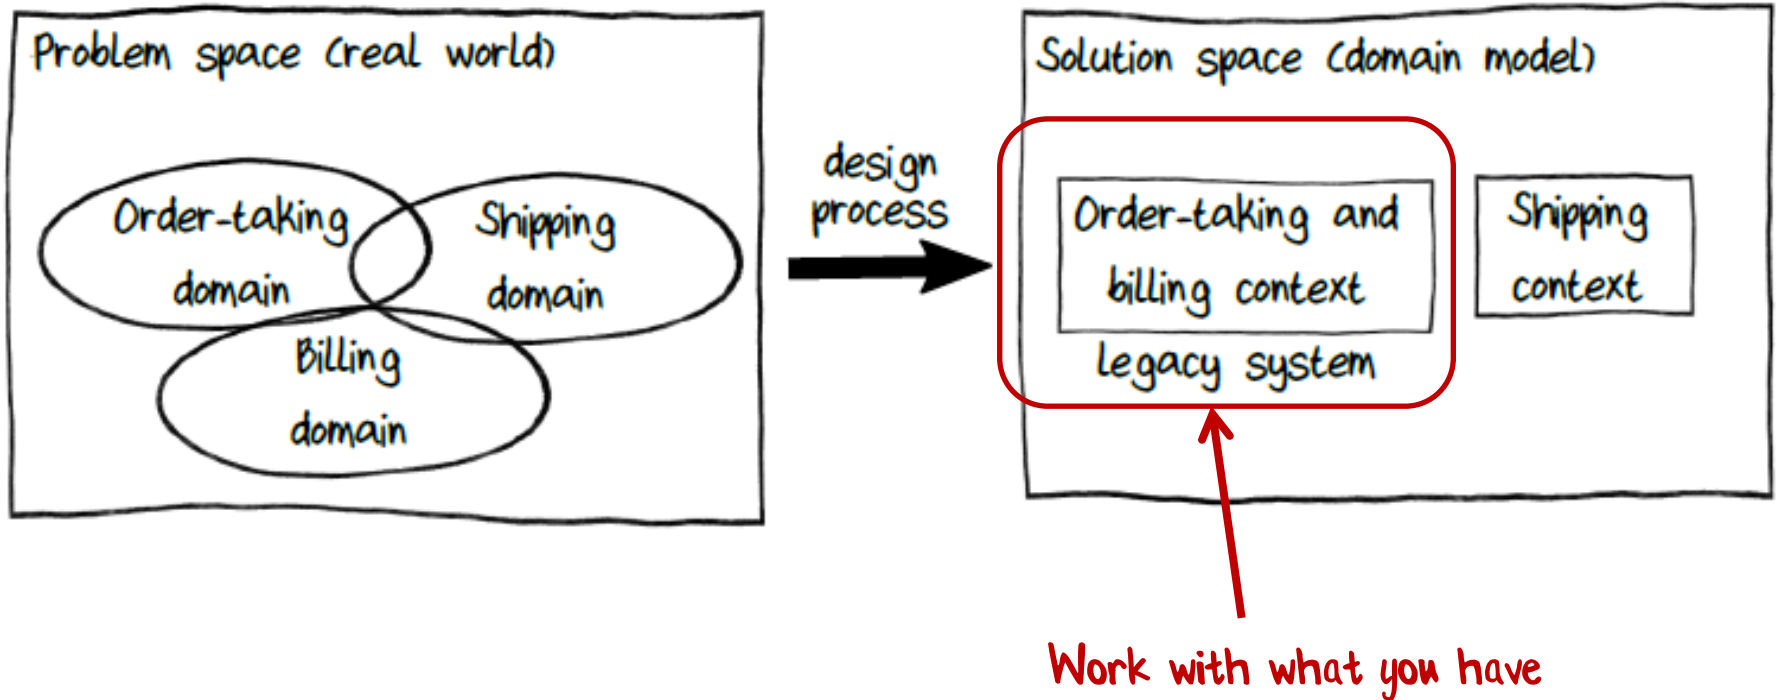 Problem space (real world)
Order-taking
domain
Shipping
domain
Billing
domain
design
process
Solution space (domain model)
Order-taking and
billing context
legacy system
Shipping
context
Work with what you have